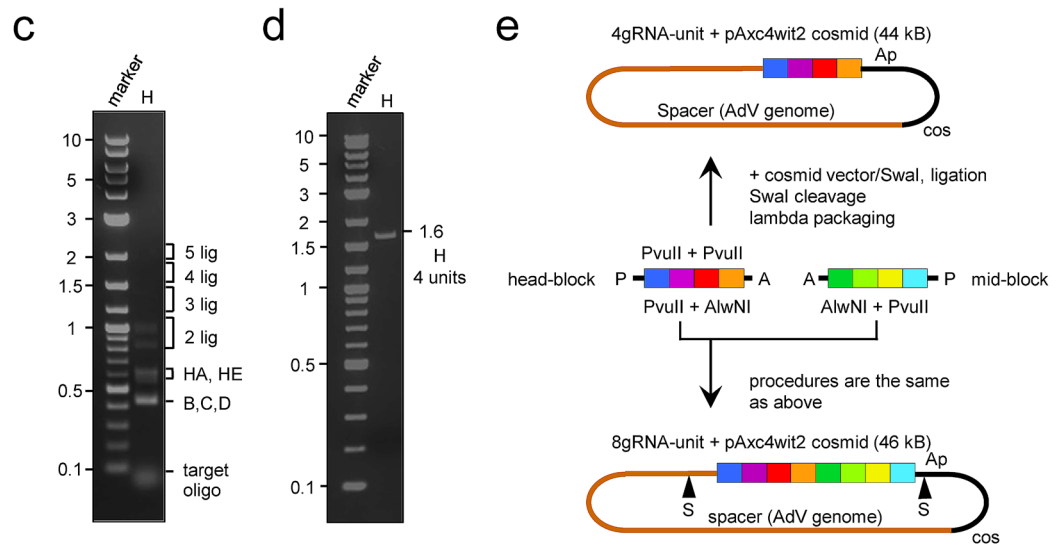 c
marker
H
10
5
3
2
1.5
1
0.5
0.1
5 lig
4 lig
3 lig
2 lig
HA, HE
B,C,D
target
oligo
d
marker
H
10
5
3
2
1.5
1
0.5
0.1
1.6
H
4 units
e
4gRNA-unit + pAxc4wit2 cosmid (44 kB)
Ap
Spacer (AdV genome)
cos
+ cosmid vector/SwaI, ligation
SwaI cleavage
lambda packaging
PvuII + PvuII
head-block P A
A P mid-block
PvuII + AlwNI
AlwNI + PvuII
procedures are the same
as above
8gRNA-unit + pAxc4wit2 cosmid (46 kB)
Ap
S
S
spacer (AdV genome)
cos